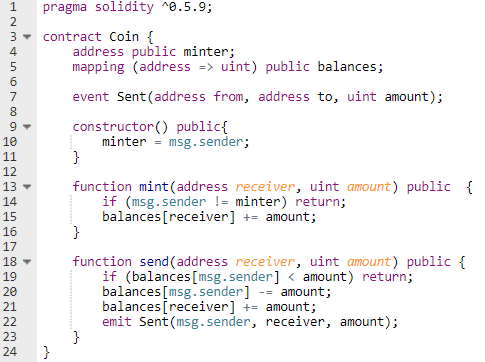 1 pragma solidity ^0.5.9;
2
3 contract Coin {
4     address public minter;
5     mapping (address => uint) public balances;
6
7     event Sent(address from, address to, uint amount);
8
9     constructor() public{
10         minter = msg.sender;
11     }
12
13     function mint(address receiver, uint amount) public  {
14         if (msg.sender != minter) return;
15         balances[receiver] += amount;
16     }
17
18     function send(address receiver, uint amount) public {
19         if (balances[msg.sender] < amount) return;
20         balances[msg.sender] -= amount;
21         balances[receiver] += amount;
22         emit Sent(msg.sender, receiver, amount);
23     }
24 }